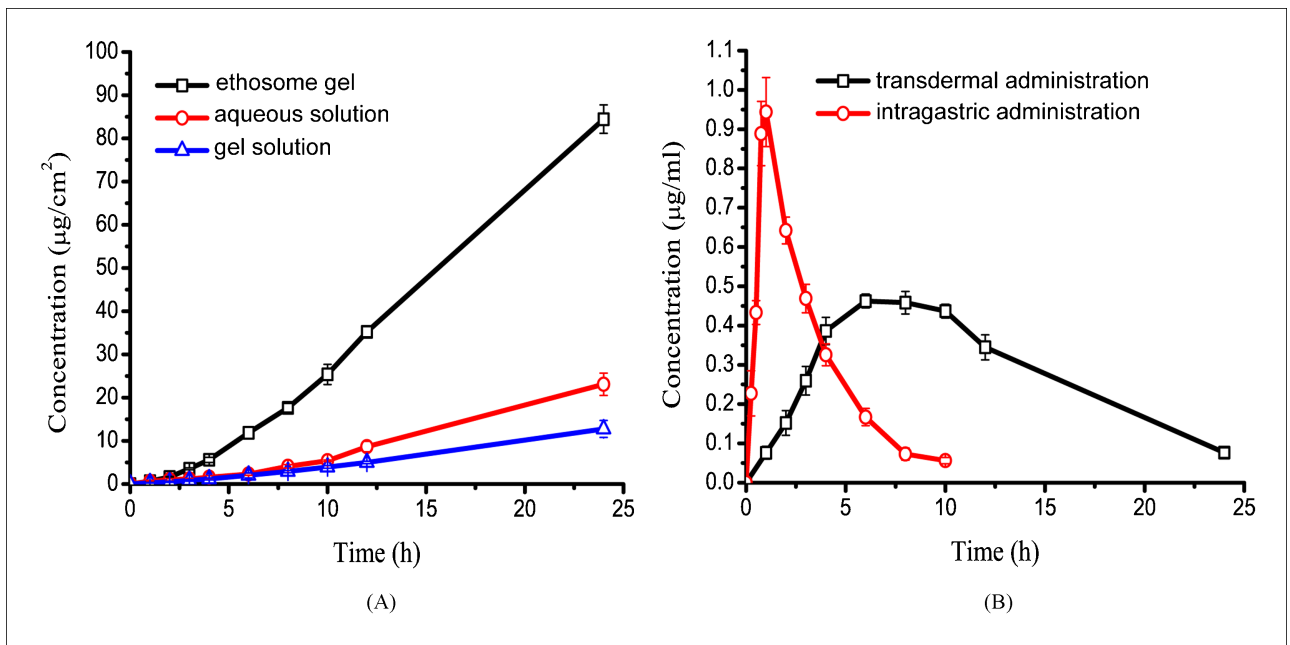 100
90
80
70
60
50
40
30
20
10
0
0 5 10 15 20 25
Concentration (μg/cm²)
Time (h)
ethosome gel
aqueous solution
gel solution
(A)
1.1
1.0
0.9
0.8
0.7
0.6
0.5
0.4
0.3
0.2
0.1
0.0
0 5 10 15 20 25
Concentration (μg/ml)
Time (h)
transdermal administration
intragastric administration
(B)